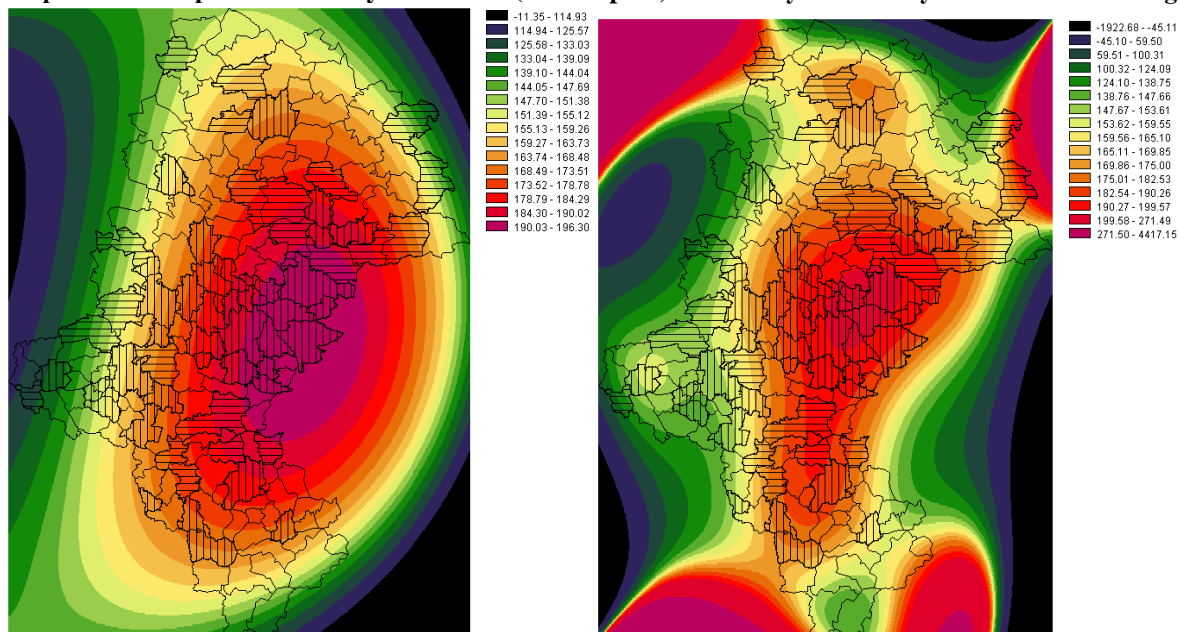 -11.35 - 114.93
114.94 - 125.57
125.58 - 133.03
133.04 - 139.09
139.10 - 144.04
144.05 - 147.69
147.70 - 151.38
151.39 - 155.12
155.13 - 159.26
159.27 - 163.73
163.74 - 168.48
168.49 - 173.51
173.52 - 178.78
178.79 - 184.29
184.30 - 190.02
190.03 - 196.30
-1922.68 - -45.11
-45.10 - 59.50
59.51 - 100.31
100.32 - 124.09
124.10 - 138.75
138.76 - 147.66
147.67 - 153.61
153.62 - 159.55
159.56 - 165.10
165.11 - 169.85
169.86 - 175.00
175.01 - 182.53
182.54 - 190.26
190.27 - 199.57
199.58 - 271.49
271.50 - 4417.15